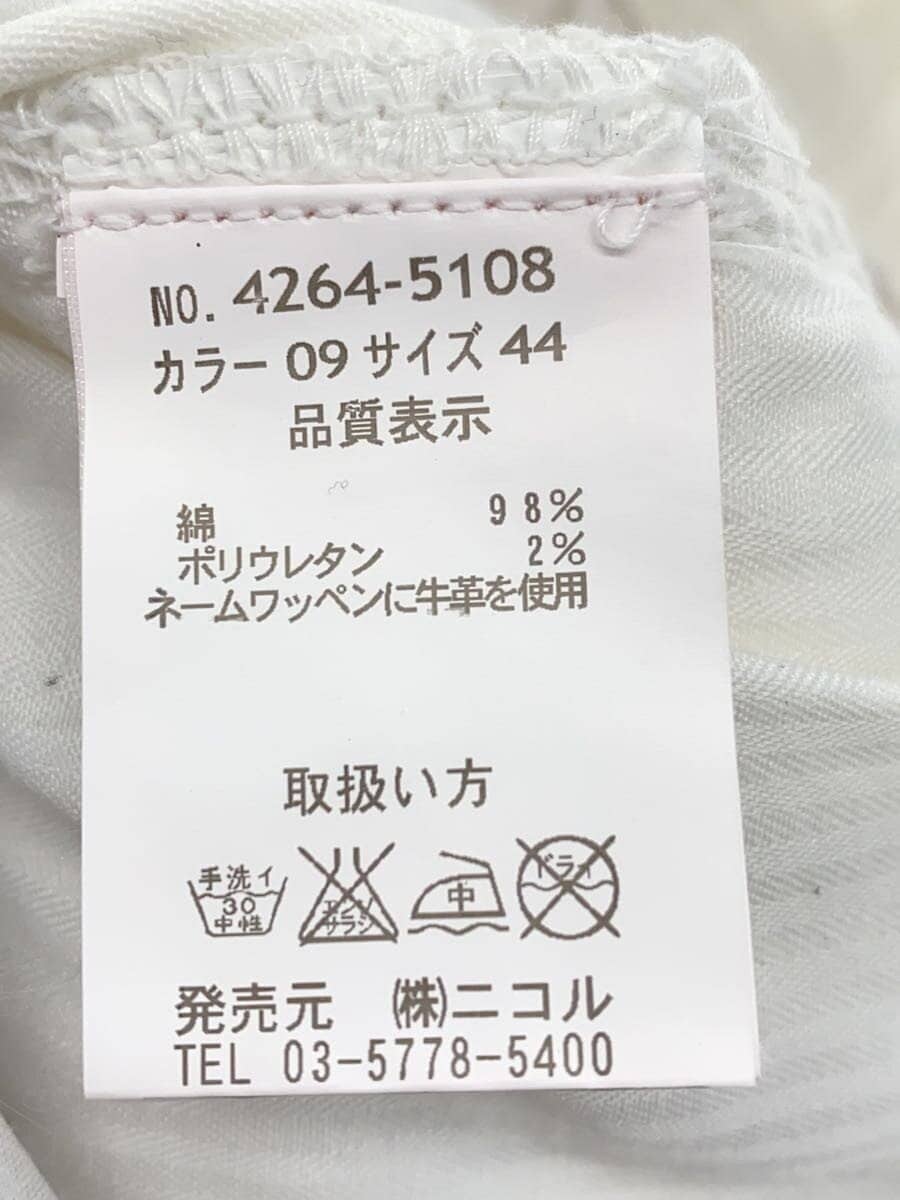 NO. 4264-5108
カラー 09 サイズ 44
品質表示
綿 98%
ポリウレタン 2%
ネームワッペンに牛革を使用
取扱い方
手洗イ
30
中性
エンソ
サラシ
中
ドライ
発売元 ㈱ニコル
TEL 03-5778-5400